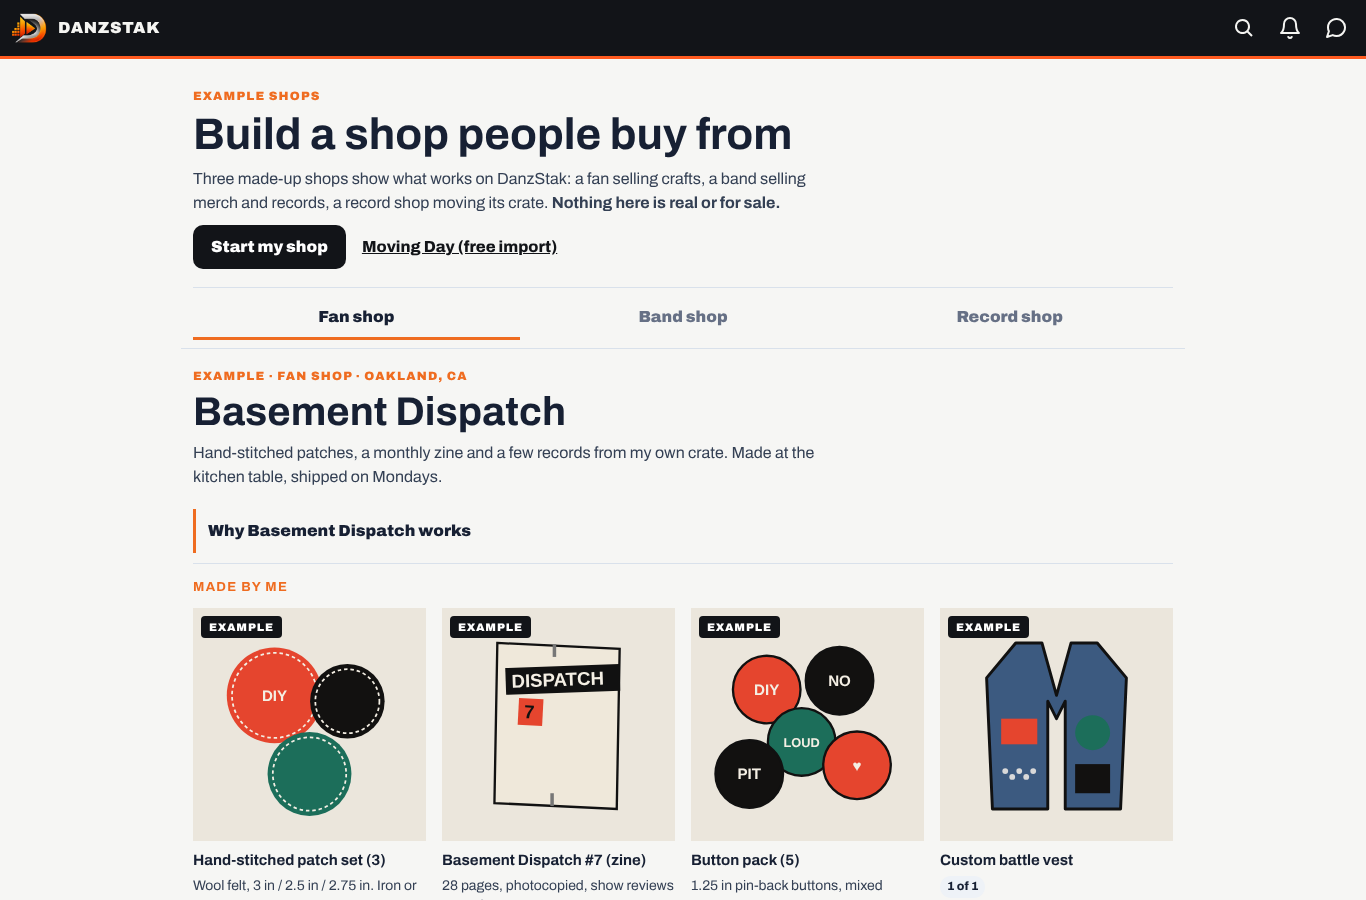 DANZSTAK
EXAMPLE SHOPS
Build a shop people buy from
Three made-up shops show what works on DanzStak: a fan selling crafts, a band selling
merch and records, a record shop moving its crate. Nothing here is real or for sale.
Start my shop
Moving Day (free import)
Fan shop
Band shop
Record shop
EXAMPLE · FAN SHOP · OAKLAND, CA
Basement Dispatch
Hand-stitched patches, a monthly zine and a few records from my own crate. Made at the
kitchen table, shipped on Mondays.
Why Basement Dispatch works
MADE BY ME
EXAMPLE
DIY
EXAMPLE
DISPATCH
7
EXAMPLE
DIY
NO
LOUD
PIT
♥
EXAMPLE
Hand-stitched patch set (3)
Wool felt, 3 in / 2.5 in / 2.75 in. Iron or
Basement Dispatch #7 (zine)
28 pages, photocopied, show reviews
Button pack (5)
1.25 in pin-back buttons, mixed
Custom battle vest
1 of 1